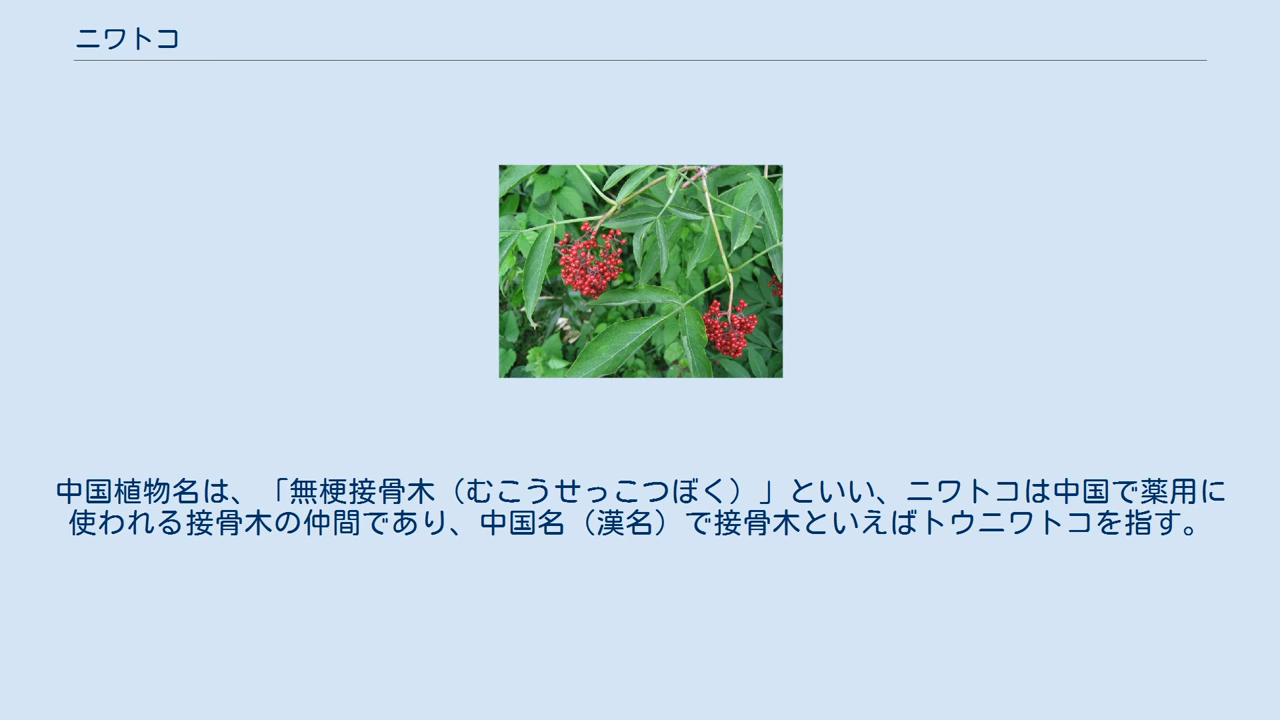 ニワトコ
中国植物名は、「無梗接骨木（むこうせっこつぼく）」といい、ニワトコは中国で薬用に
使われる接骨木の仲間であり、中国名（漢名）で接骨木といえばトウニワトコを指す。